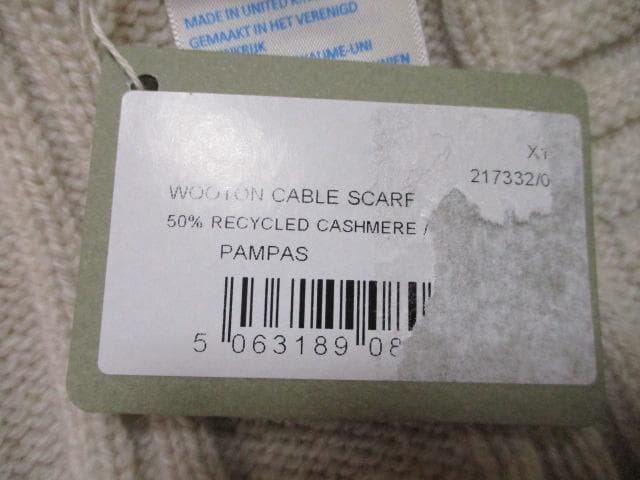 MADE IN UNITED
GEMAAKT IN HET VERENIGD
X1
217332/0
WOOTON CABLE SCARF
50% RECYCLED CASHMERE /
PAMPAS
5 063189 08